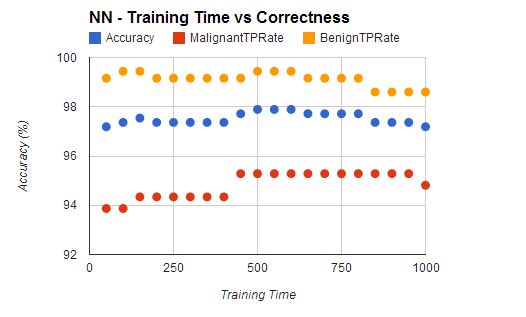 NN - Training Time vs Correctness
Accuracy MalignantTPRate BenignTPRate
100
98
96
94
92
0 250 500 750 1000
Accuracy (%)
Training Time